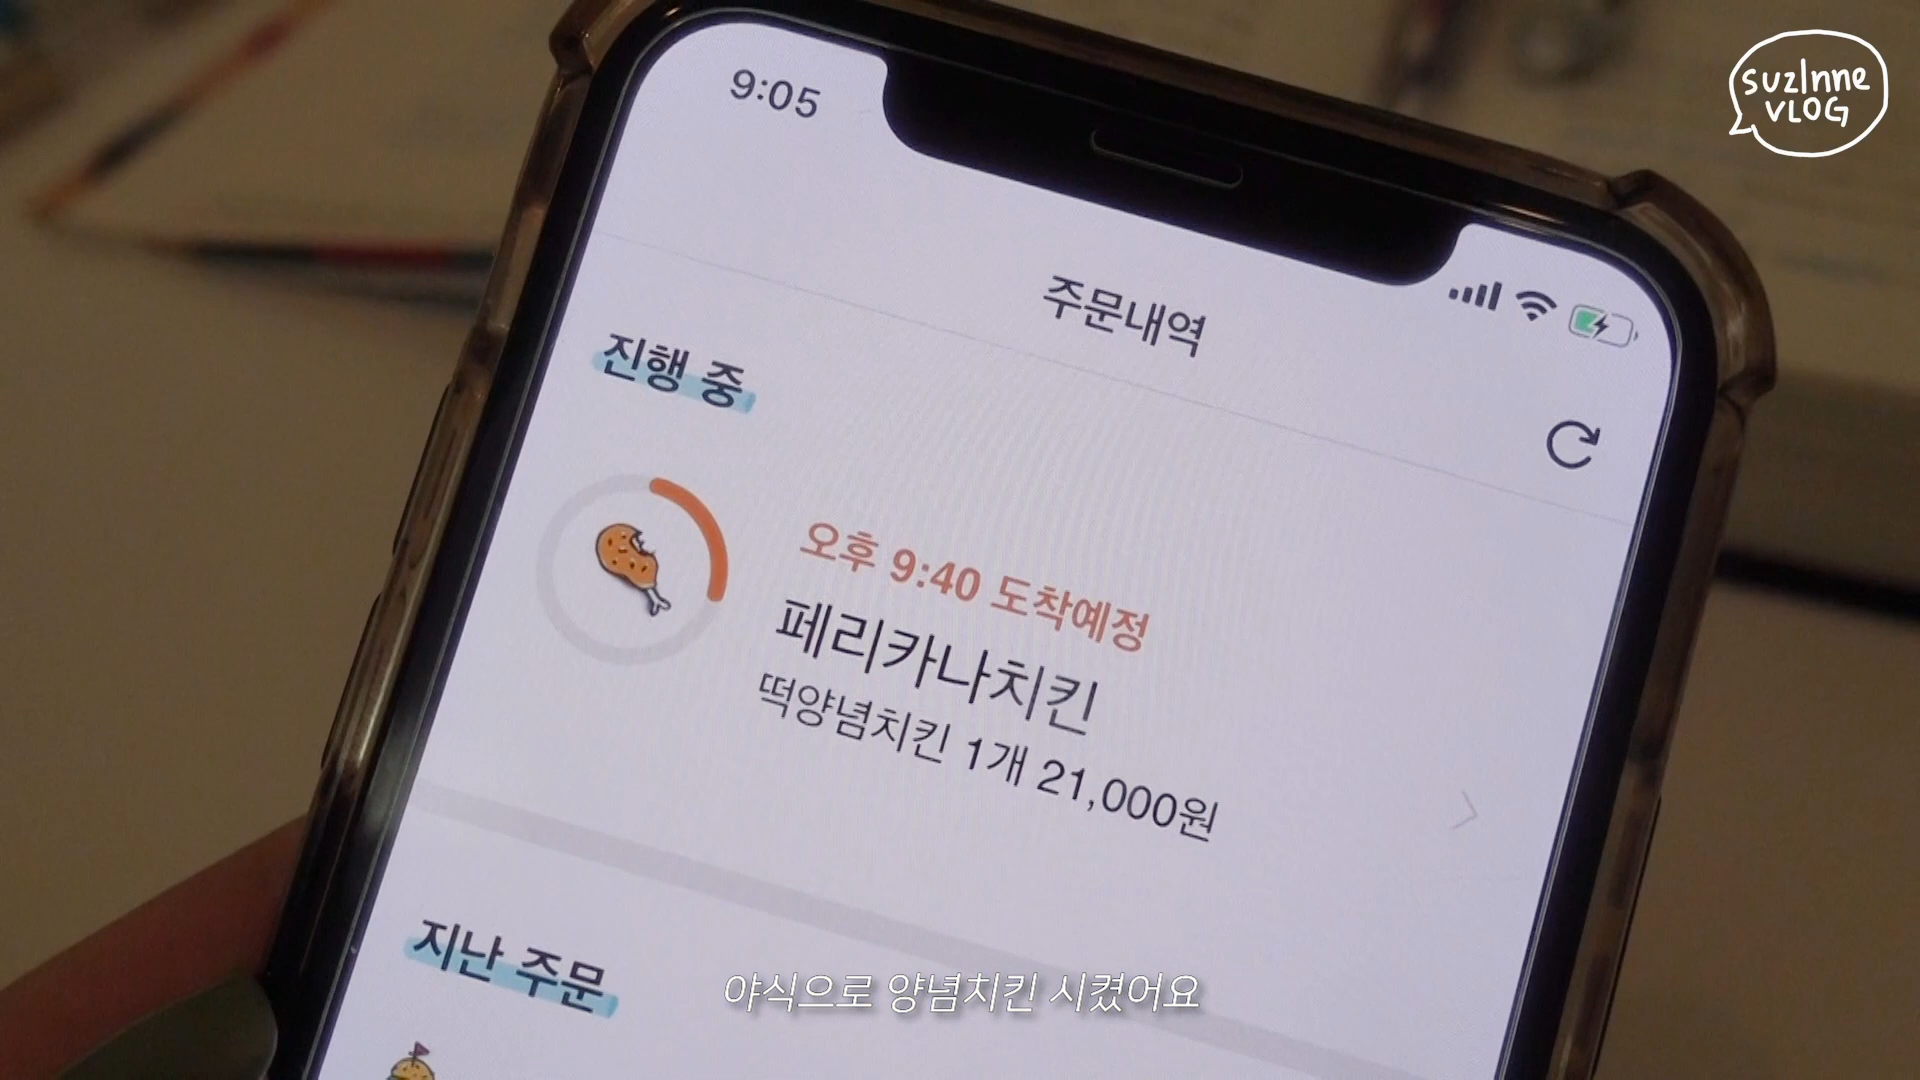 suzInne
VLOG
9:05
주문내역
진행 중
오후 9:40 도착예정
페리카나치킨
떡양념치킨 1개 21,000원
지난 주문
야식으로 양념치킨 시켰어요